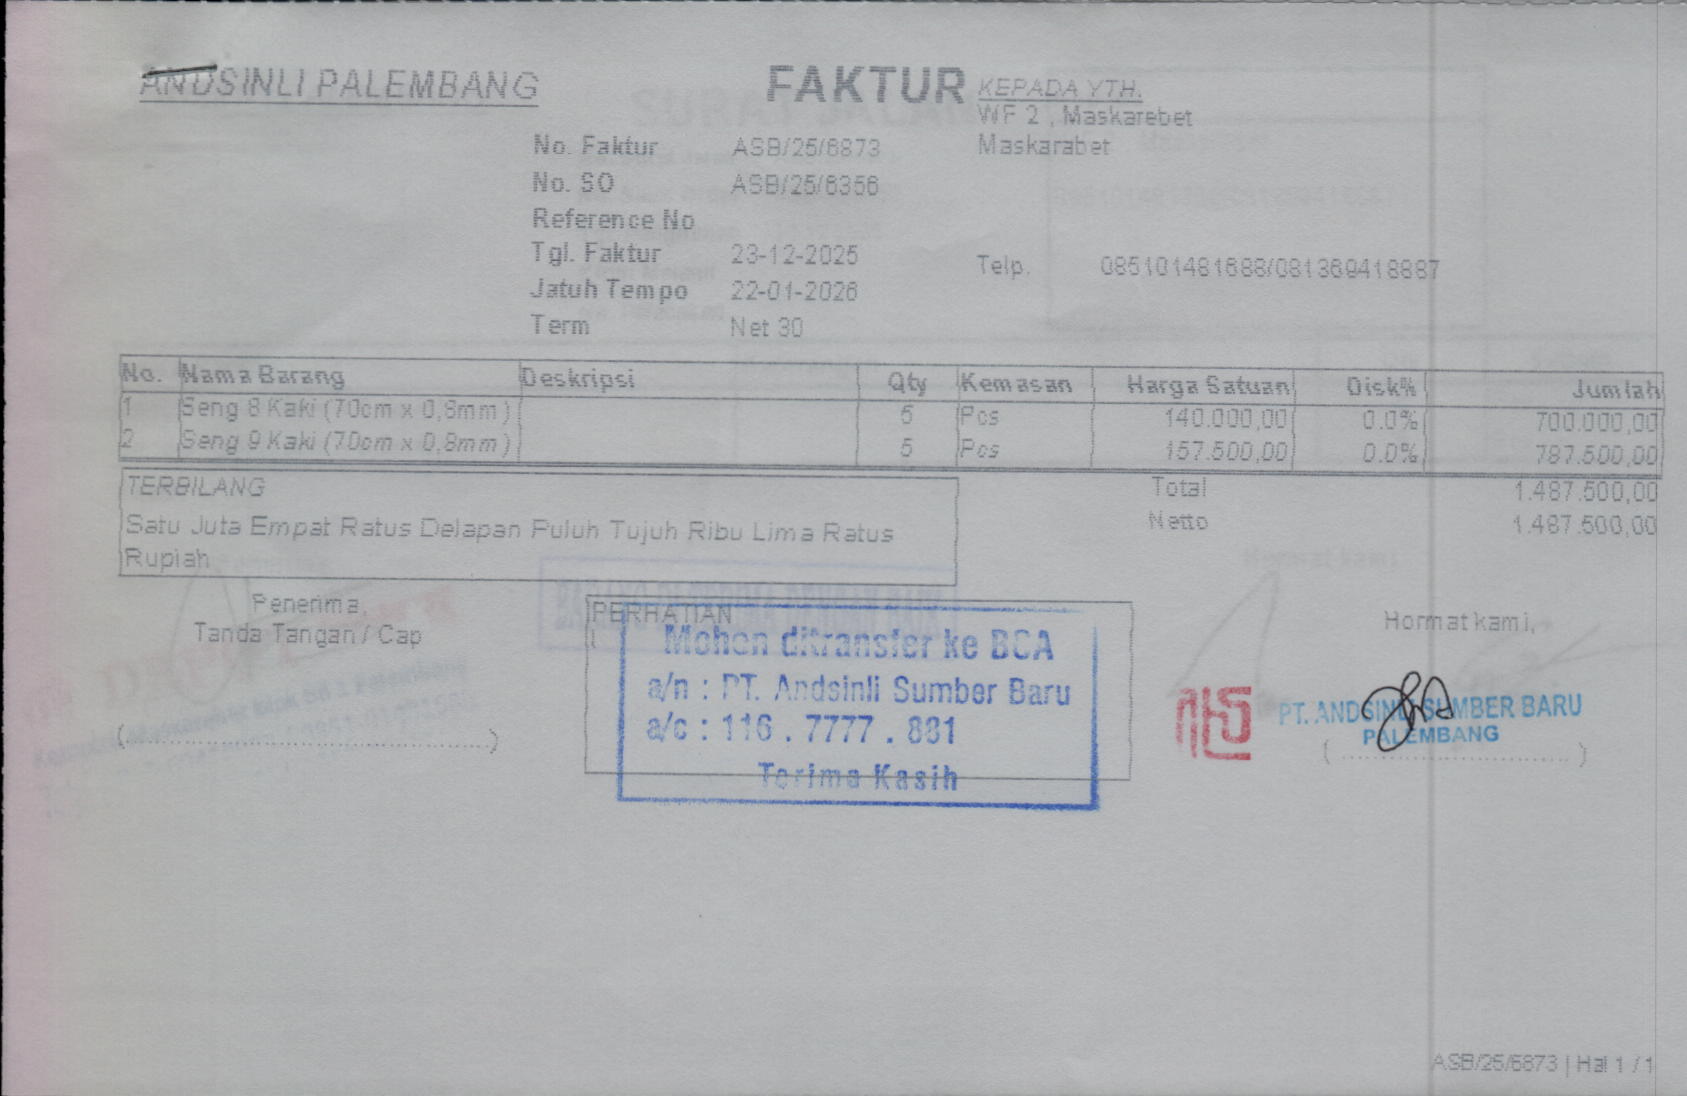 ANDSINLI PALEMBANG
FAKTUR
KEPADA YTH.
WF 2 , Maskarebet
Maskarabet
No. Faktur ASB/25/6873
No. SO ASB/25/6356
Reference No
Tgl. Faktur 23-12-2025
Telp. 085101481688/081369418887
Jatuh Tempo 22-01-2026
Term Net 30
No. Nama Barang Deskripsi Qty Kemasan Harga Satuan Disk% Jumlah
1 Seng 8 Kaki (70cm x 0,8mm) 5 Pcs 140.000,00 0.0% 700.000,00
2 Seng 9 Kaki (70cm x 0,8mm) 5 Pcs 157.500,00 0.0% 787.500,00
TERBILANG
Satu Juta Empat Ratus Delapan Puluh Tujuh Ribu Lima Ratus
Rupiah
Total 1.487.500,00
Netto 1.487.500,00
Penerima,
Tanda Tangan / Cap
(..............................................)
PERHATIAN
Mohon ditransfer ke BCA
a/n : PT. Andsinli Sumber Baru
a/c : 116 . 7777 . 881
Terima Kasih
Hormat kami,
PT. ANDSINLI SUMBER BARU
PALEMBANG
( .............................. )
ASB/25/6873 | Hal 1 / 1